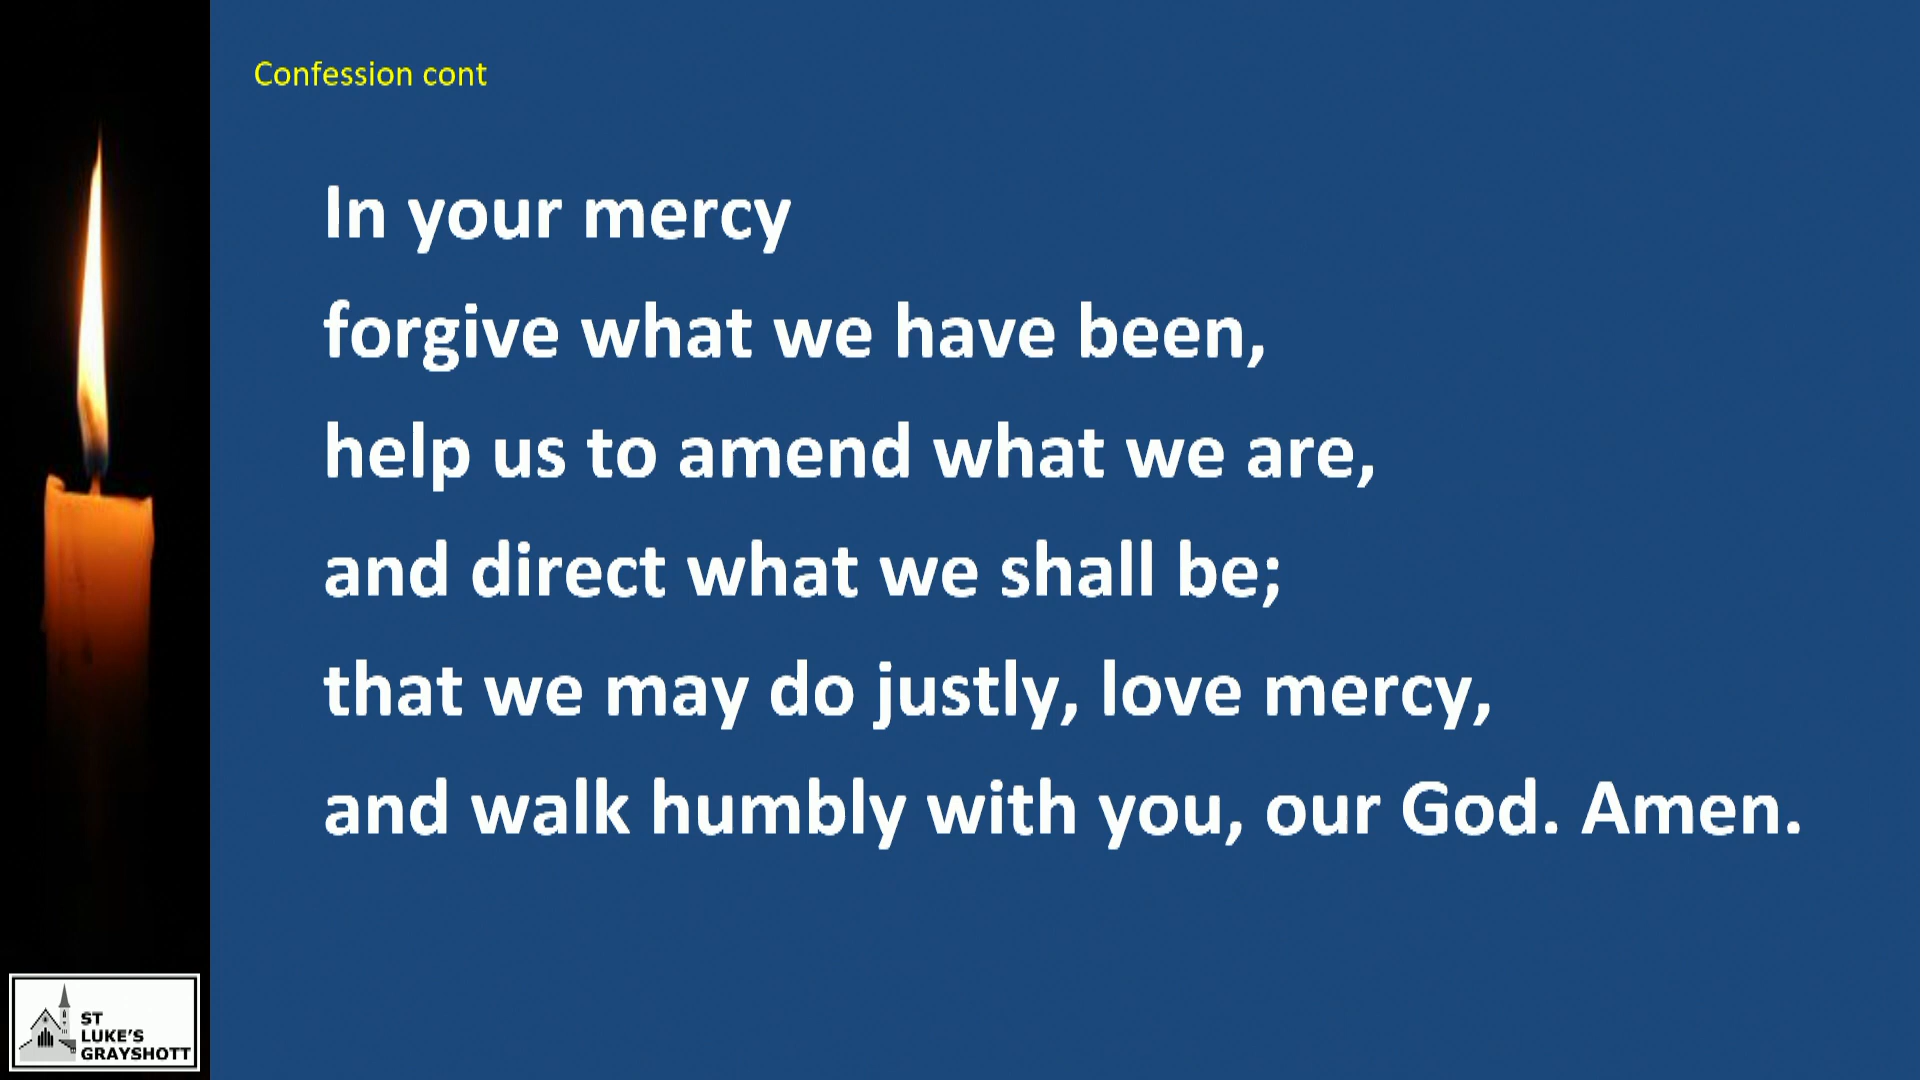 Confession cont
In your mercy
forgive what we have been,
help us to amend what we are,
and direct what we shall be;
that we may do justly, love mercy,
and walk humbly with you, our God. Amen.
ST
LUKE'S
GRAYSHOTT